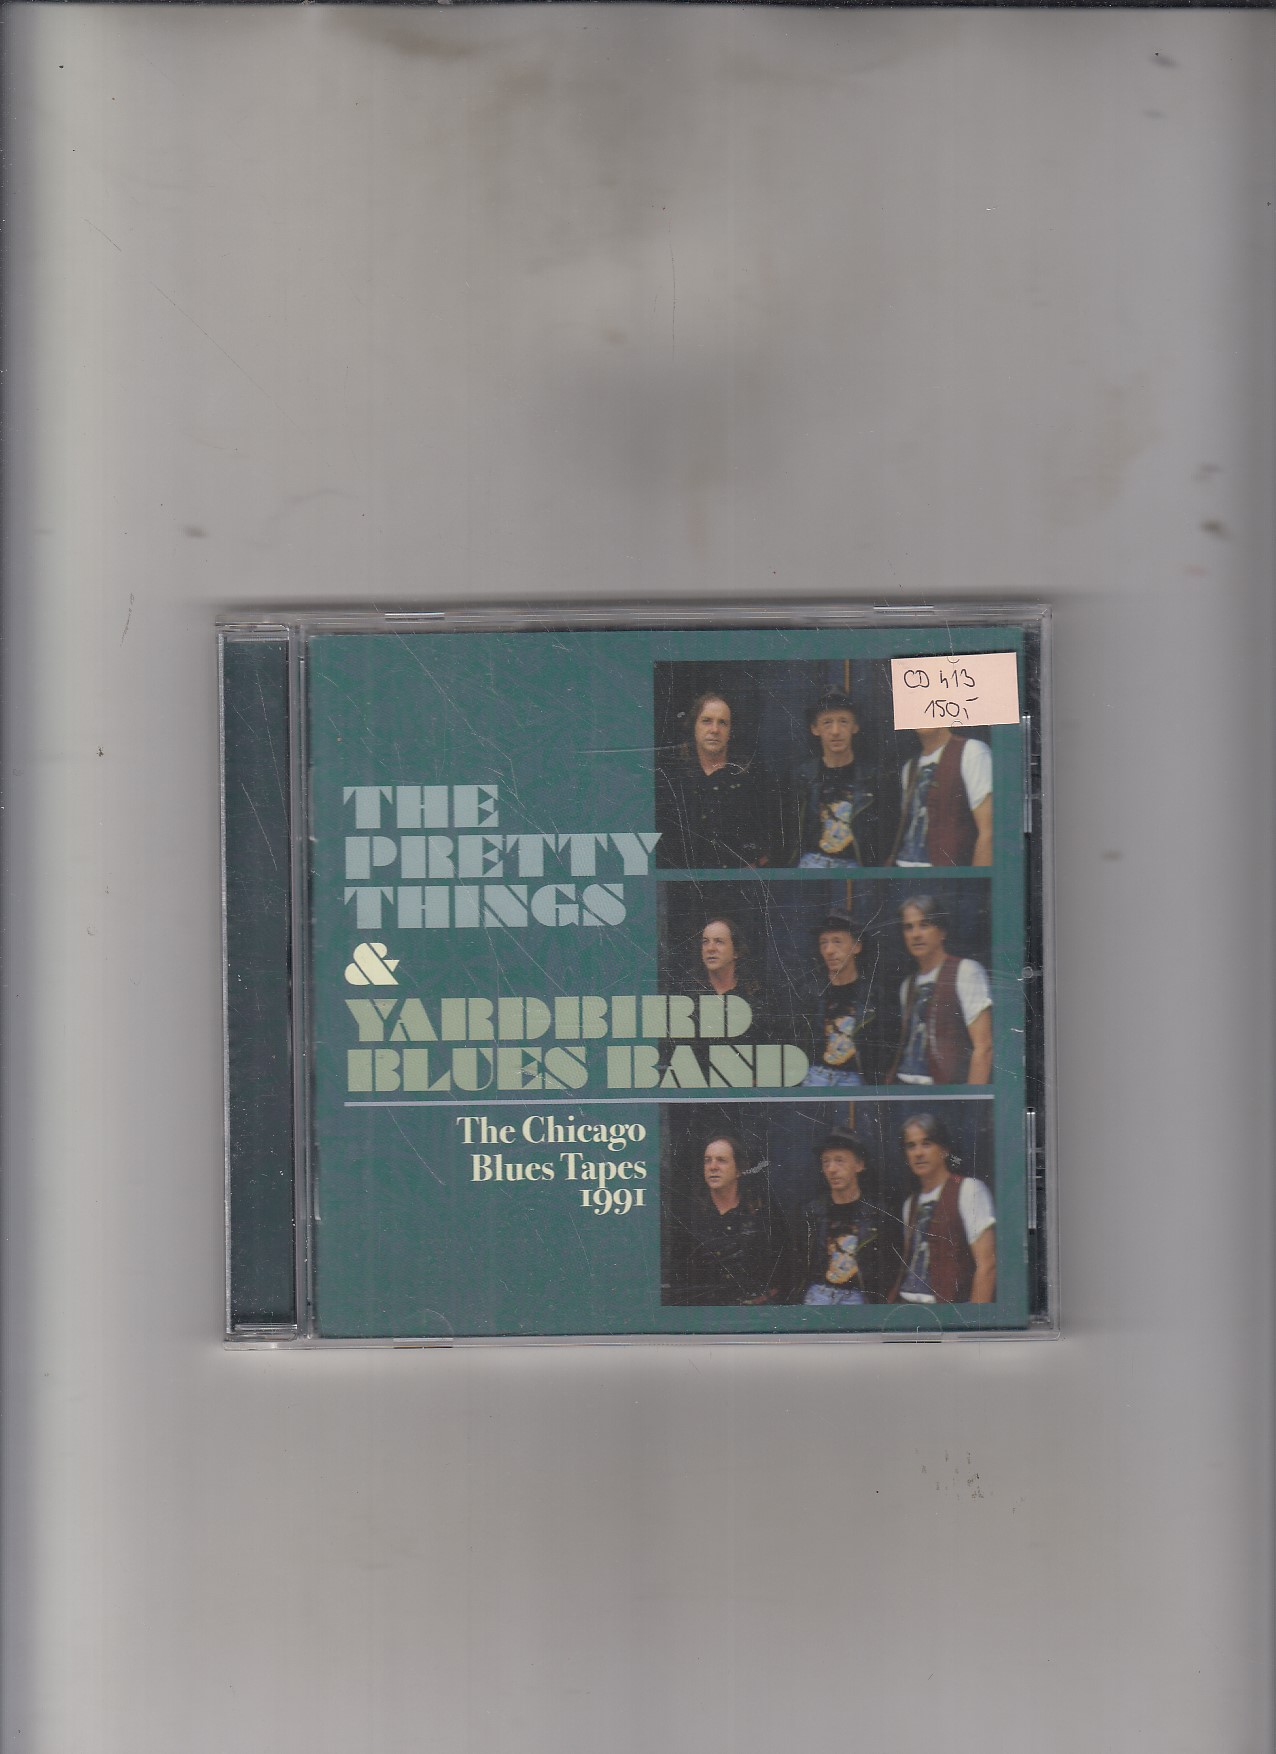 CD 413
150,-
THE
PRETTY
THINGS
&
YARDBIRD
BLUES BAND
The Chicago
Blues Tapes
1991